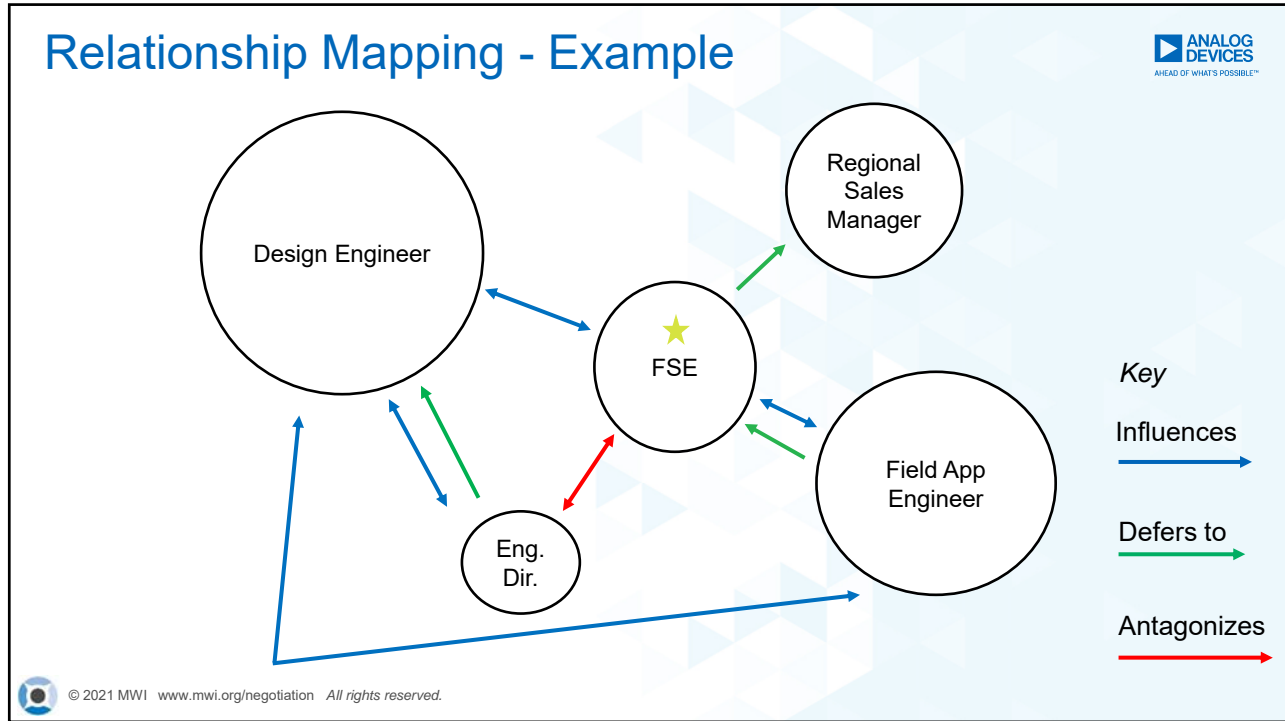 Relationship Mapping - Example
ANALOG
DEVICES
AHEAD OF WHAT'S POSSIBLE™
Regional
Sales
Manager
Design Engineer
FSE
Key
Influences
Field App
Engineer
Defers to
Eng.
Dir.
Antagonizes
© 2021 MWI www.mwi.org/negotiation All rights reserved.